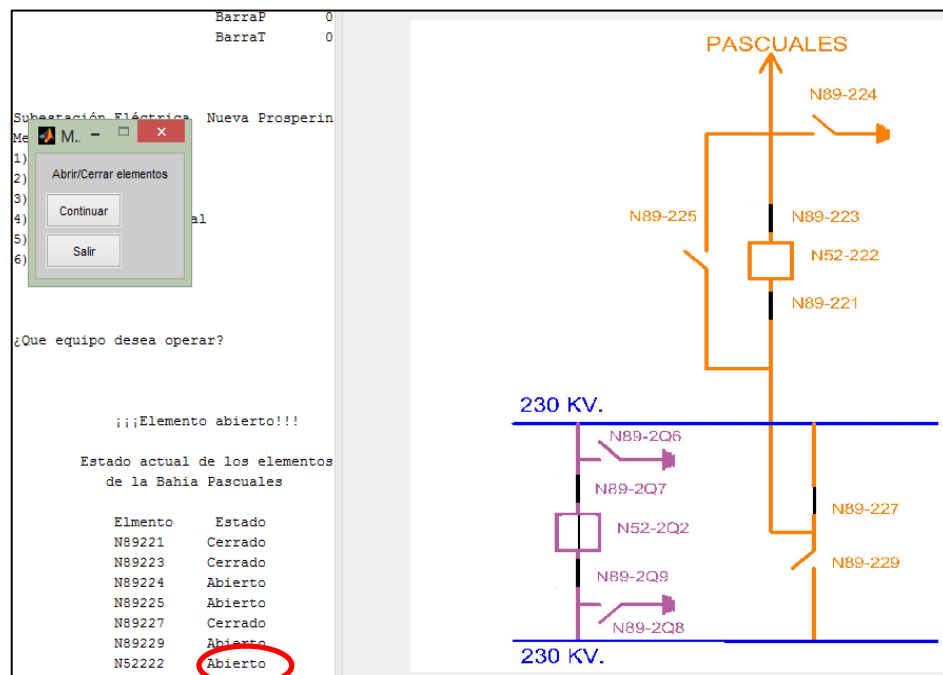 BarraP 0
BarraT 0
Subestación Eléctrica Nueva Prosperin
Me
M..
1)
2)
3)
4) al
5)
6)
Abrir/Cerrar elementos
Continuar
Salir
¿Que equipo desea operar?
¡¡¡Elemento abierto!!!
Estado actual de los elementos
de la Bahia Pascuales
Elmento Estado
N89221 Cerrado
N89223 Cerrado
N89224 Abierto
N89225 Abierto
N89227 Cerrado
N89229 Abierto
N52222 Abierto
PASCUALES
N89-224
N89-225
N89-223
N52-222
N89-221
230 KV.
N89-2Q6
N89-2Q7
N52-2Q2
N89-2Q9
N89-2Q8
N89-227
N89-229
230 KV.